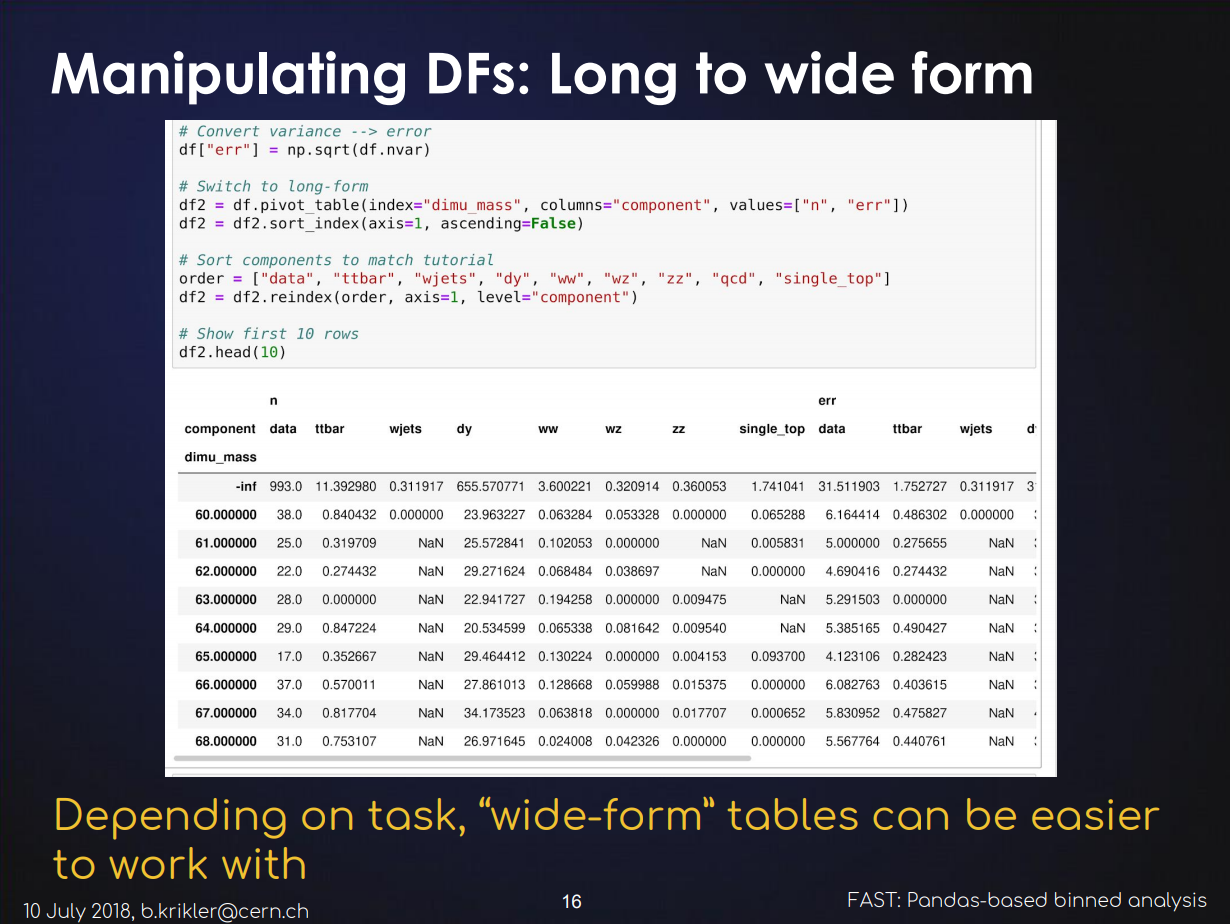 Manipulating DFs: Long to wide form
# Convert variance --> error
df["err"] = np.sqrt(df.nvar)
# Switch to long-form
df2 = df.pivot_table(index="dimu_mass", columns="component", values=["n", "err"])
df2 = df2.sort_index(axis=1, ascending=False)
# Sort components to match tutorial
order = ["data", "ttbar", "wjets", "dy", "ww", "wz", "zz", "qcd", "single_top"]
df2 = df2.reindex(order, axis=1, level="component")
# Show first 10 rows
df2.head(10)
n err
component data ttbar wjets dy ww wz zz single_top data ttbar wjets
dimu_mass
-inf 993.0 11.392980 0.311917 655.570771 3.600221 0.320914 0.360053 1.741041 31.511903 1.752727 0.311917
60.000000 38.0 0.840432 0.000000 23.963227 0.063284 0.053328 0.000000 0.065288 6.164414 0.486302 0.000000
61.000000 25.0 0.319709 NaN 25.572841 0.102053 0.000000 NaN 0.005831 5.000000 0.275655 NaN
62.000000 22.0 0.274432 NaN 29.271624 0.068484 0.038697 NaN 0.000000 4.690416 0.274432 NaN
63.000000 28.0 0.000000 NaN 22.941727 0.194258 0.000000 0.009475 NaN 5.291503 0.000000 NaN
64.000000 29.0 0.847224 NaN 20.534599 0.065338 0.081642 0.009540 NaN 5.385165 0.490427 NaN
65.000000 17.0 0.352667 NaN 29.464412 0.130224 0.000000 0.004153 0.093700 4.123106 0.282423 NaN
66.000000 37.0 0.570011 NaN 27.861013 0.128668 0.059988 0.015375 0.000000 6.082763 0.403615 NaN
67.000000 34.0 0.817704 NaN 34.173523 0.063818 0.000000 0.017707 0.000652 5.830952 0.475827 NaN
68.000000 31.0 0.753107 NaN 26.971645 0.024008 0.042326 0.000000 0.000000 5.567764 0.440761 NaN
Depending on task, “wide-form” tables can be easier
to work with
10 July 2018, b.krikler@cern.ch
16
FAST: Pandas-based binned analysis